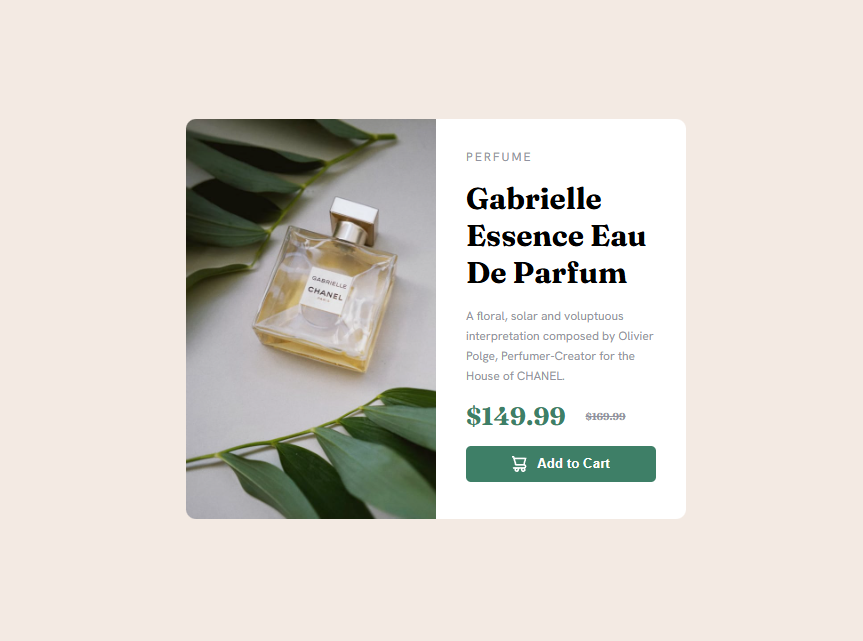 GABRIELLE
CHANEL
PARIS
PERFUME
Gabrielle
Essence Eau
De Parfum
A floral, solar and voluptuous
interpretation composed by Olivier
Polge, Perfumer-Creator for the
House of CHANEL.
$149.99 $169.99
Add to Cart